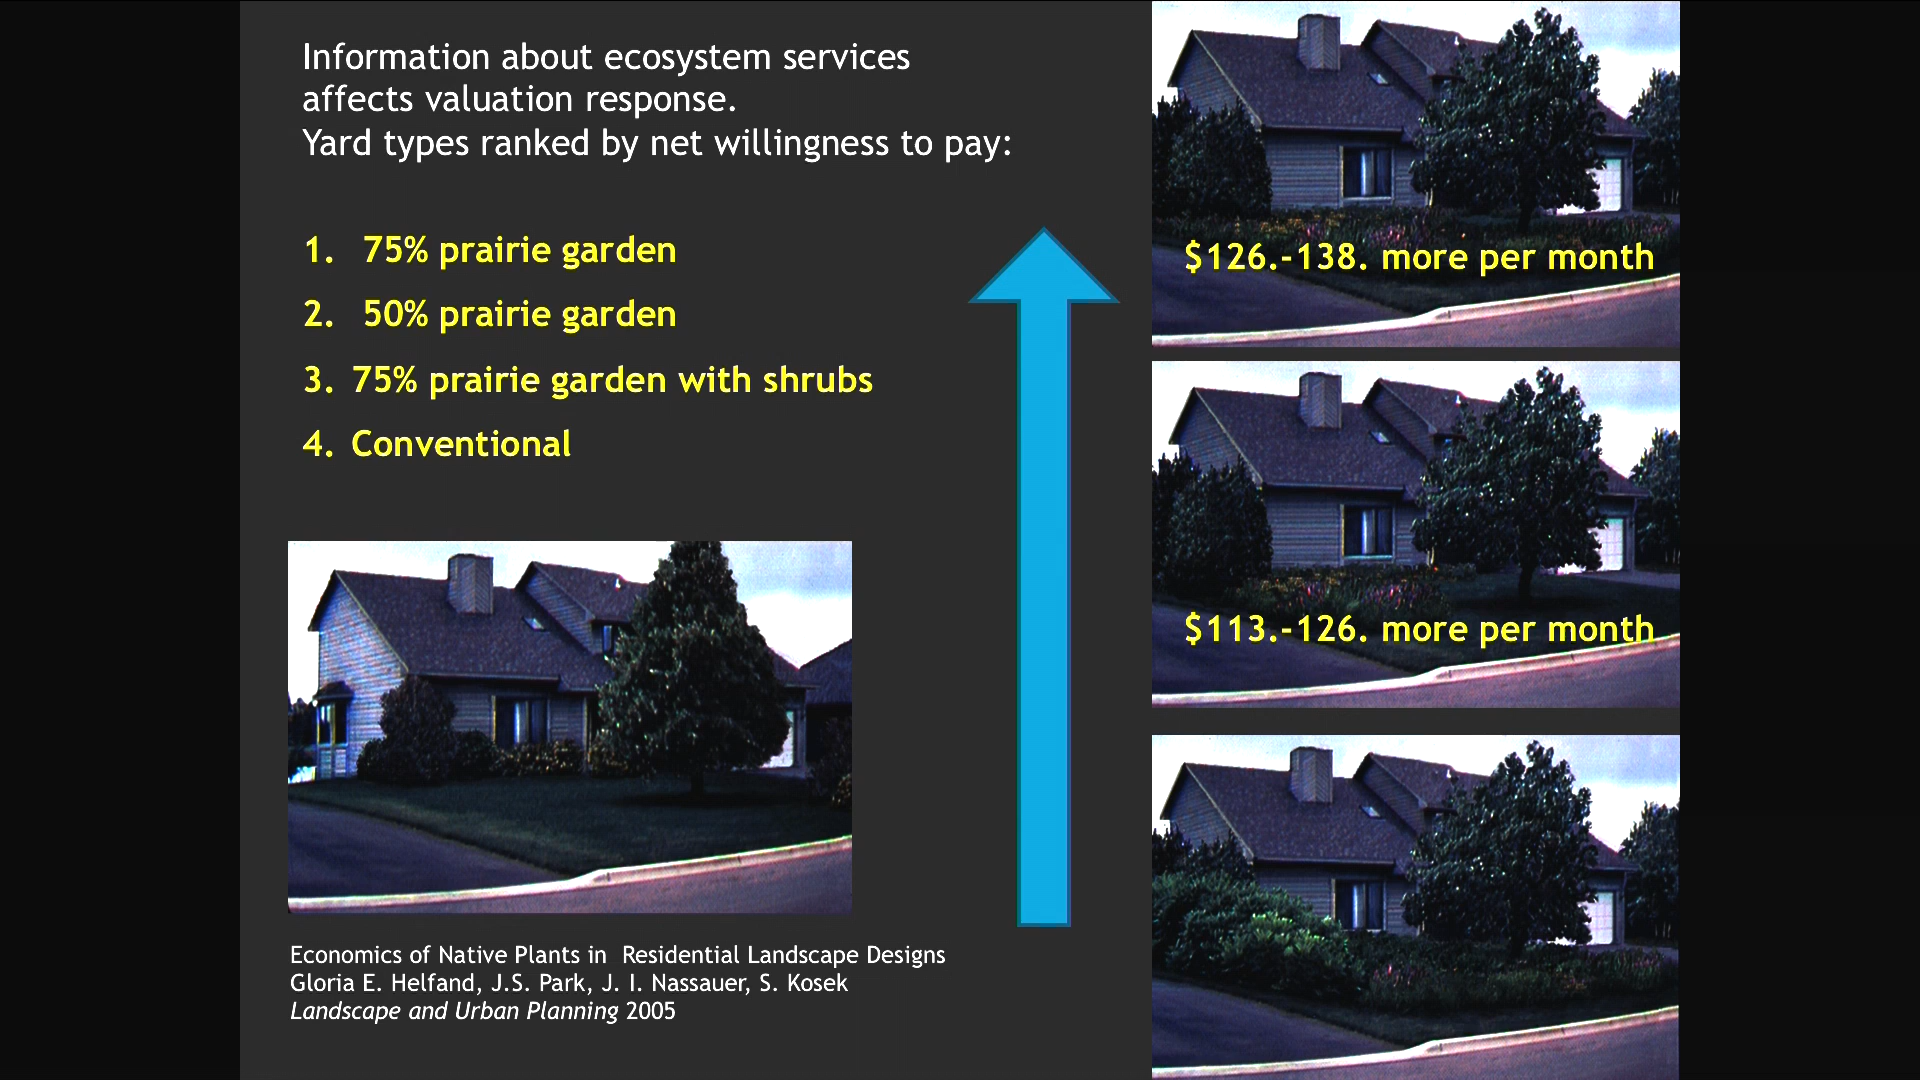 Information about ecosystem services
affects valuation response.
Yard types ranked by net willingness to pay:
1. 75% prairie garden
2. 50% prairie garden
3. 75% prairie garden with shrubs
4. Conventional
$126.-138. more per month
$113.-126. more per month
Economics of Native Plants in Residential Landscape Designs
Gloria E. Helfand, J.S. Park, J. I. Nassauer, S. Kosek
Landscape and Urban Planning 2005